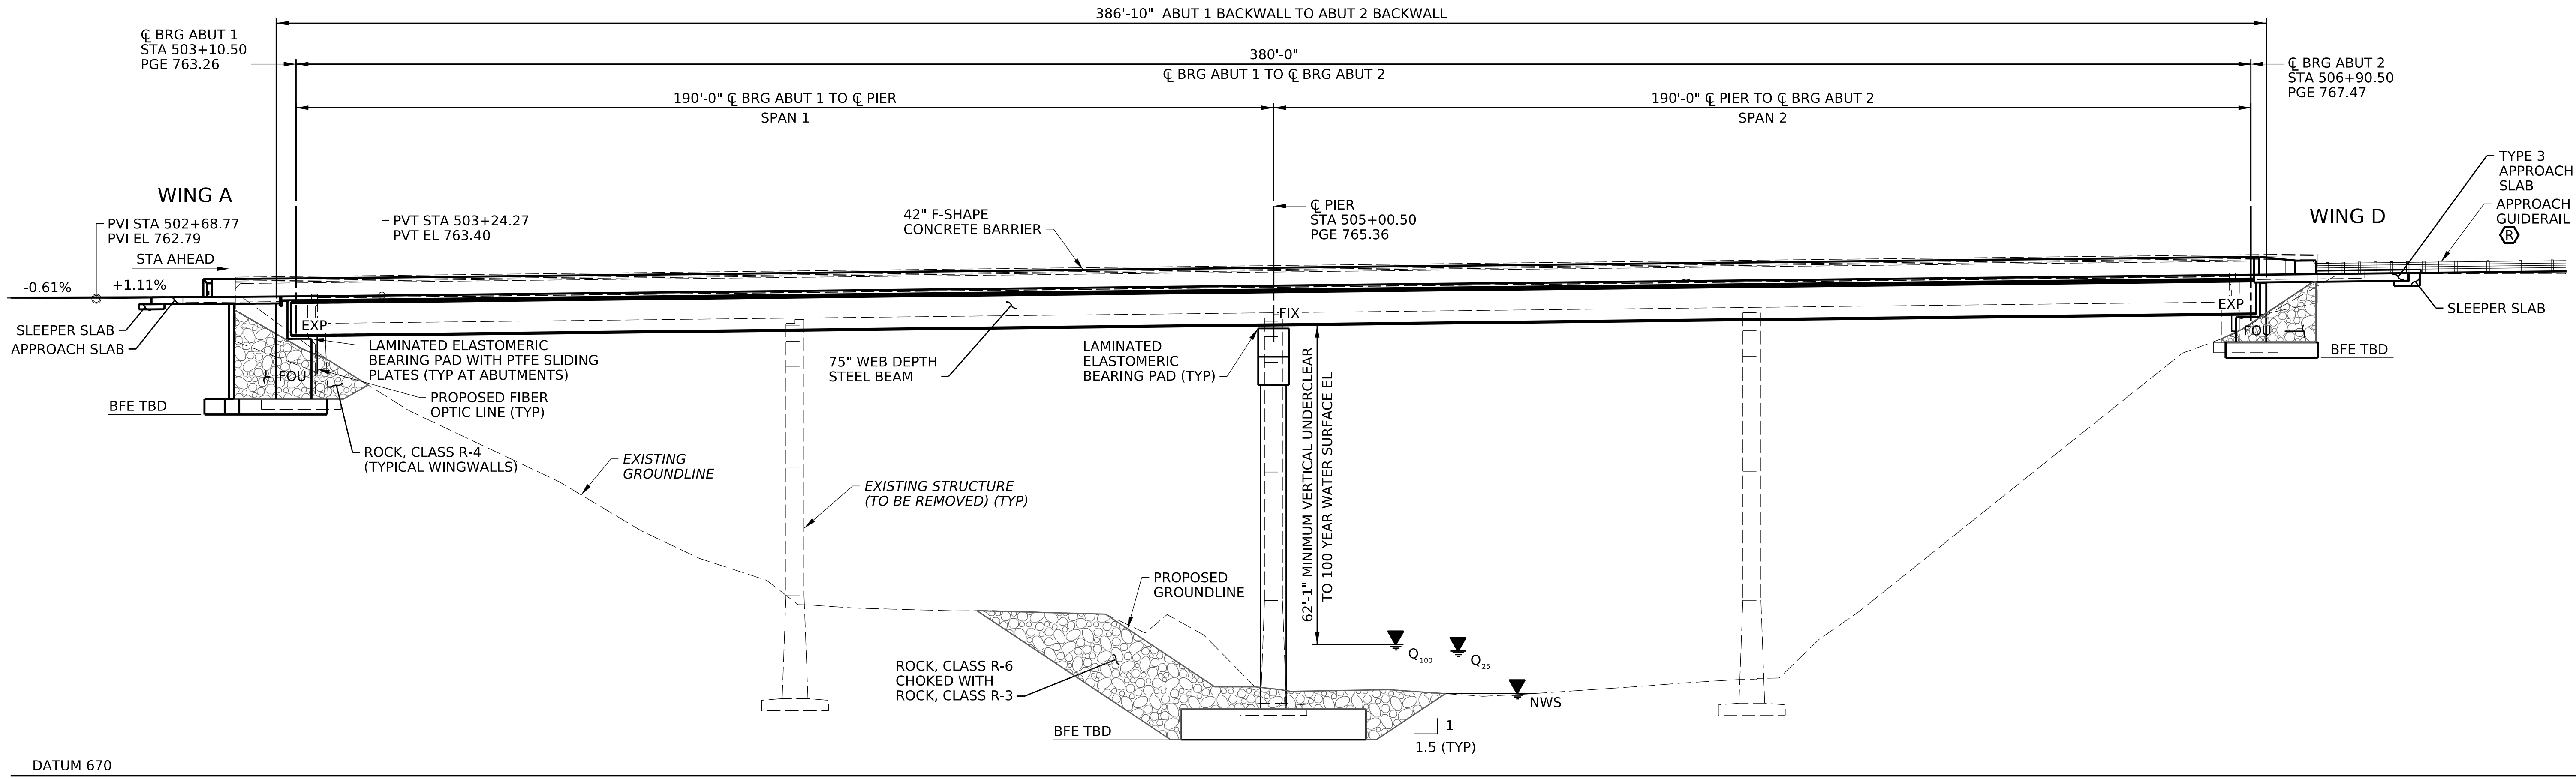 386'-10"  ABUT 1 BACKWALL TO ABUT 2 BACKWALL
℄ BRG ABUT 1
STA 503+10.50
PGE 763.26
380'-0"
℄ BRG ABUT 1 TO ℄ BRG ABUT 2
℄ BRG ABUT 2
STA 506+90.50
PGE 767.47
190'-0" ℄ BRG ABUT 1 TO ℄ PIER
SPAN 1
190'-0" ℄ PIER TO ℄ BRG ABUT 2
SPAN 2
WING A
PVI STA 502+68.77
PVI EL 762.79
STA AHEAD
-0.61%
+1.11%
PVT STA 503+24.27
PVT EL 763.40
42" F-SHAPE
CONCRETE BARRIER
℄ PIER
STA 505+00.50
PGE 765.36
WING D
TYPE 3
APPROACH
SLAB
APPROACH
GUIDERAIL
R
SLEEPER SLAB
APPROACH SLAB
EXP
FOU
BFE TBD
LAMINATED ELASTOMERIC
BEARING PAD WITH PTFE SLIDING
PLATES (TYP AT ABUTMENTS)
PROPOSED FIBER
OPTIC LINE (TYP)
ROCK, CLASS R-4
(TYPICAL WINGWALLS)
75" WEB DEPTH
STEEL BEAM
LAMINATED
ELASTOMERIC
BEARING PAD (TYP)
FIX
62'-1" MINIMUM VERTICAL UNDERCLEAR
TO 100 YEAR WATER SURFACE EL
EXP
FOU
SLEEPER SLAB
BFE TBD
EXISTING
GROUNDLINE
EXISTING STRUCTURE
(TO BE REMOVED) (TYP)
PROPOSED
GROUNDLINE
ROCK, CLASS R-6
CHOKED WITH
ROCK, CLASS R-3
BFE TBD
Q100
Q25
NWS
1
1.5 (TYP)
DATUM 670